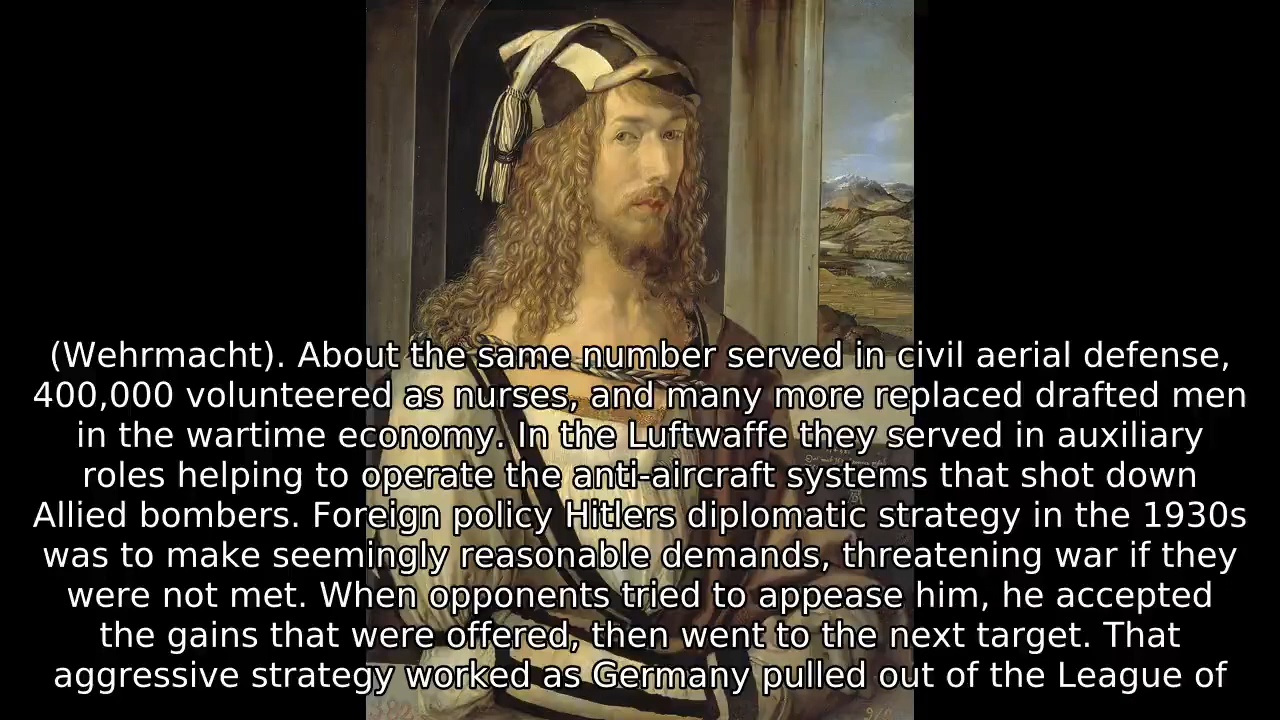 (Wehrmacht). About the same number served in civil aerial defense,
400,000 volunteered as nurses, and many more replaced drafted men
in the wartime economy. In the Luftwaffe they served in auxiliary
roles helping to operate the anti-aircraft systems that shot down
Allied bombers. Foreign policy Hitlers diplomatic strategy in the 1930s
was to make seemingly reasonable demands, threatening war if they
were not met. When opponents tried to appease him, he accepted
the gains that were offered, then went to the next target. That
aggressive strategy worked as Germany pulled out of the League of